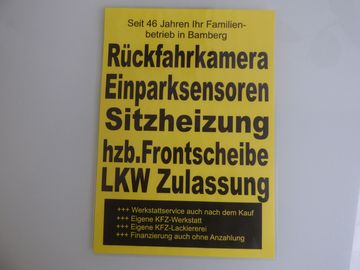 Seit 46 Jahren Ihr Familien-
betrieb in Bamberg
Rückfahrkamera
Einparksensoren
Sitzheizung
hzb.Frontscheibe
LKW Zulassung
+++ Werkstattservice auch nach dem Kauf
+++ Eigene KFZ-Werkstatt
+++ Eigene KFZ-Lackiererei
+++ Finanzierung auch ohne Anzahlung